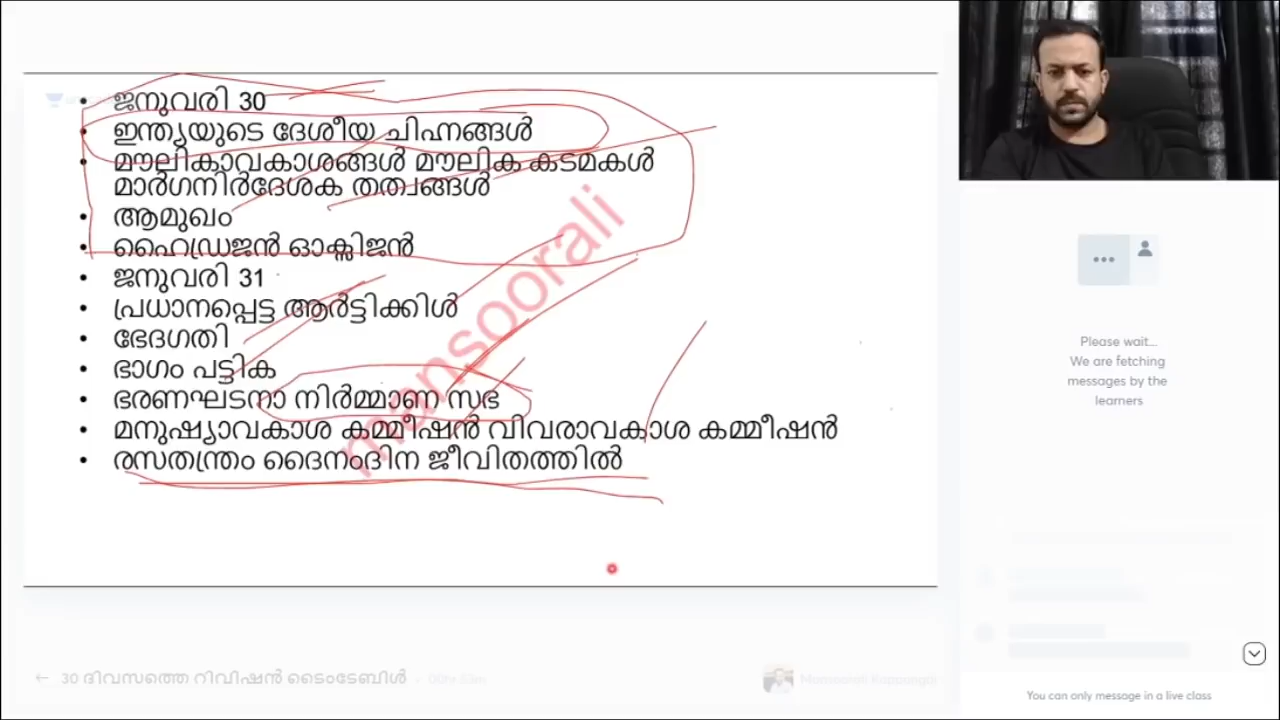 ജനുവരി 30
ഇന്ത്യയുടെ ദേശീയ ചിഹ്നങ്ങൾ
മൗലികാവകാശങ്ങൾ മൗലിക കടമകൾ
മാർഗനിർദേശക തത്വങ്ങൾ
ആമുഖം
ഹൈഡ്രജൻ ഓക്സിജൻ
ജനുവരി 31
പ്രധാനപ്പെട്ട ആർട്ടിക്കിൾ
ഭേദഗതി
ഭാഗം പട്ടിക
ഭരണഘടനാ നിർമ്മാണ സഭ
മനുഷ്യാവകാശ കമ്മീഷൻ വിവരാവകാശ കമ്മീഷൻ
രസതന്ത്രം ദൈനംദിന ജീവിതത്തിൽ
mansoorali
Please wait...
We are fetching
messages by the
learners
← 30 ദിവസത്തെ റിവിഷൻ ടൈംടേബിൾ
You can only message in a live class